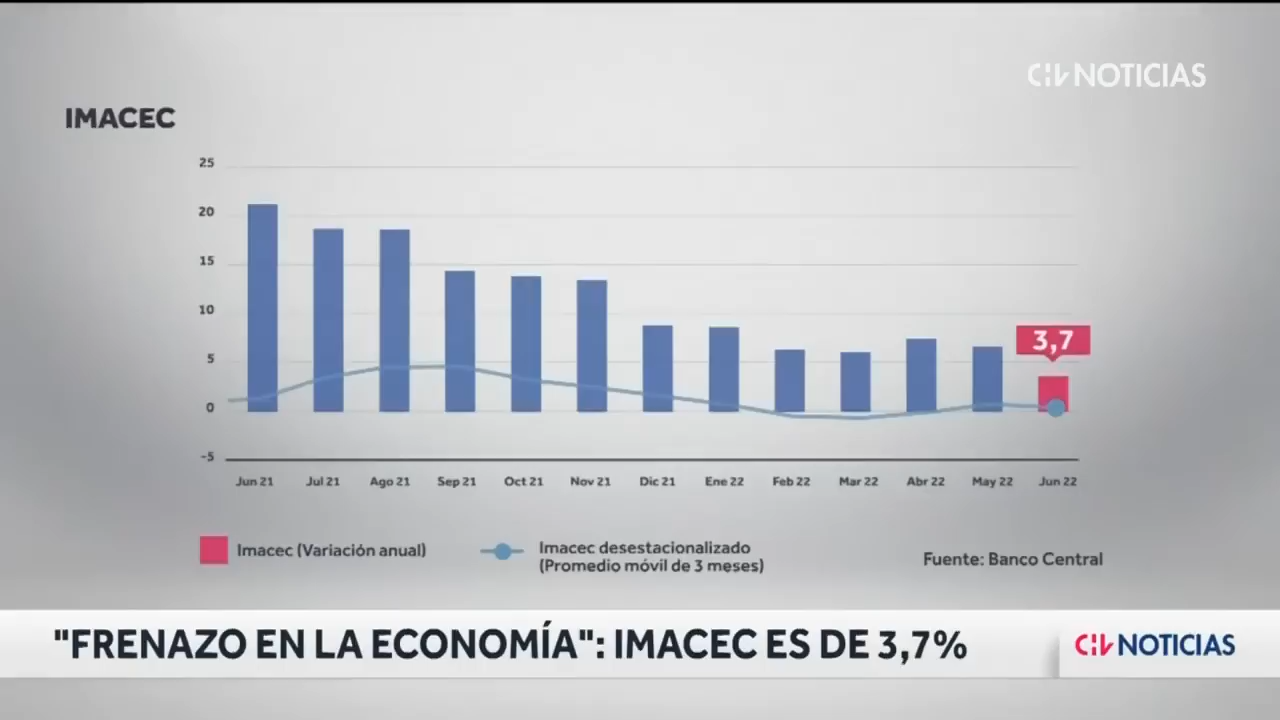 CHV NOTICIAS
IMACEC
25
20
15
10
5
0
-5
3,7
Jun 21 Jul 21 Ago 21 Sep 21 Oct 21 Nov 21 Dic 21 Ene 22 Feb 22 Mar 22 Abr 22 May 22 Jun 22
Imacec (Variación anual)
Imacec desestacionalizado
(Promedio móvil de 3 meses)
Fuente: Banco Central
"FRENAZO EN LA ECONOMÍA": IMACEC ES DE 3,7%
CHV NOTICIAS